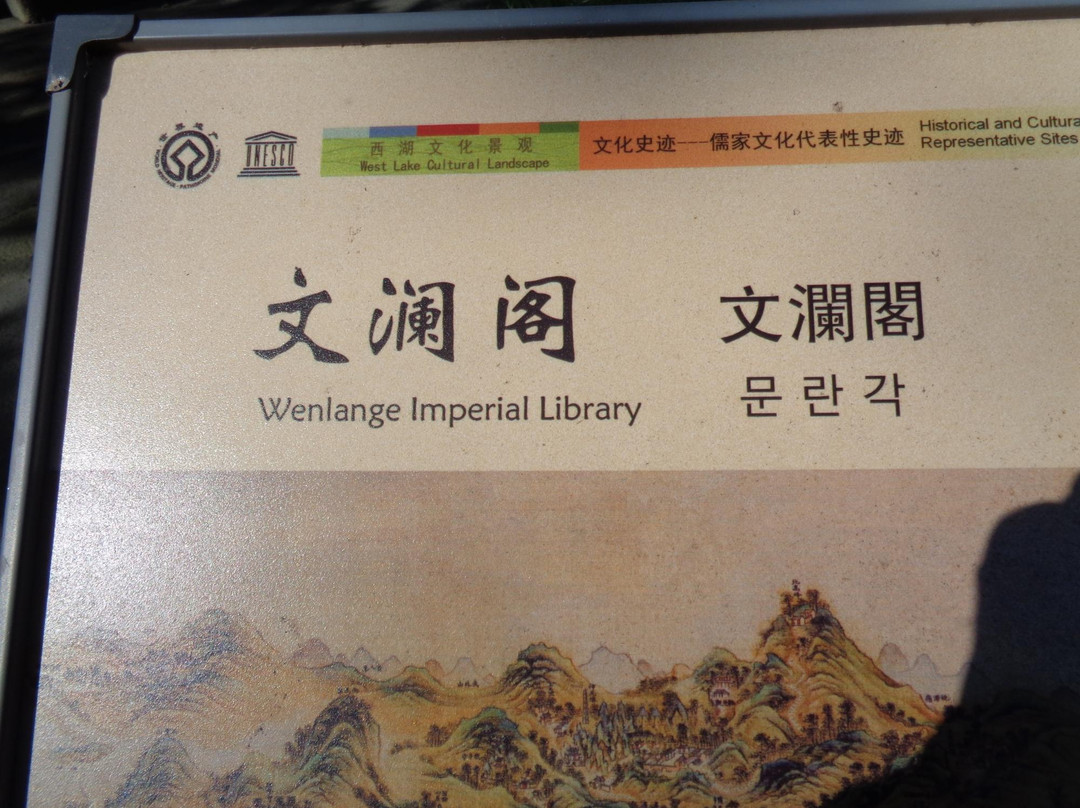 UNESCO
西湖文化景观
West Lake Cultural Landscape
文化史迹——儒家文化代表性史迹
Historical and Cultura
Representative Sites
文澜阁
Wenlange Imperial Library
文瀾閣
문란각